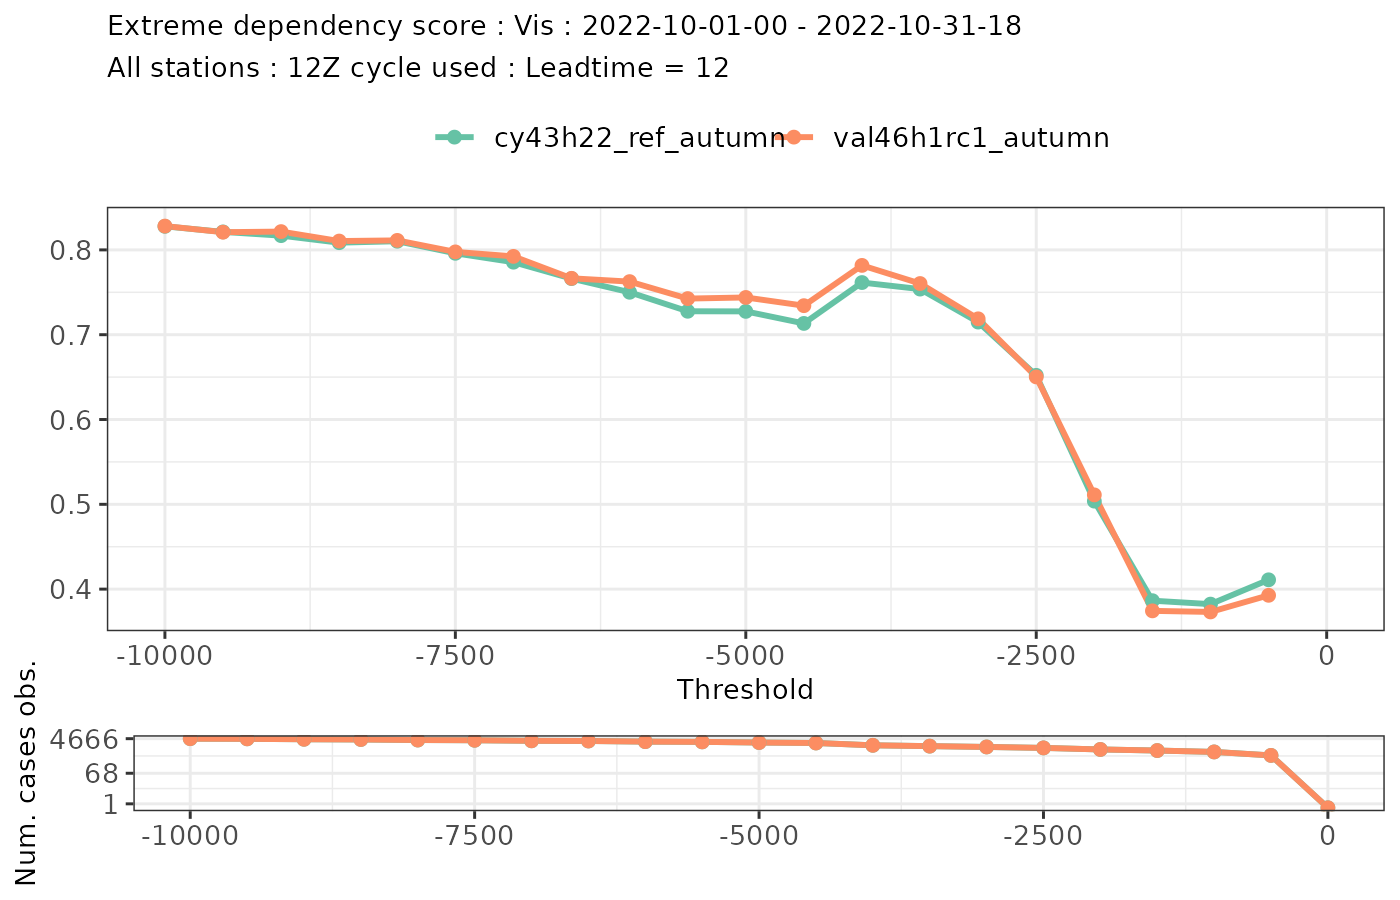 Extreme dependency score : Vis : 2022-10-01-00 - 2022-10-31-18
All stations : 12Z cycle used : Leadtime = 12
cy43h22_ref_autumn val46h1rc1_autumn
0.8
0.7
0.6
0.5
0.4
-10000 -7500 -5000 -2500 0
Threshold
Num. cases obs.
4666
68
1
-10000 -7500 -5000 -2500 0